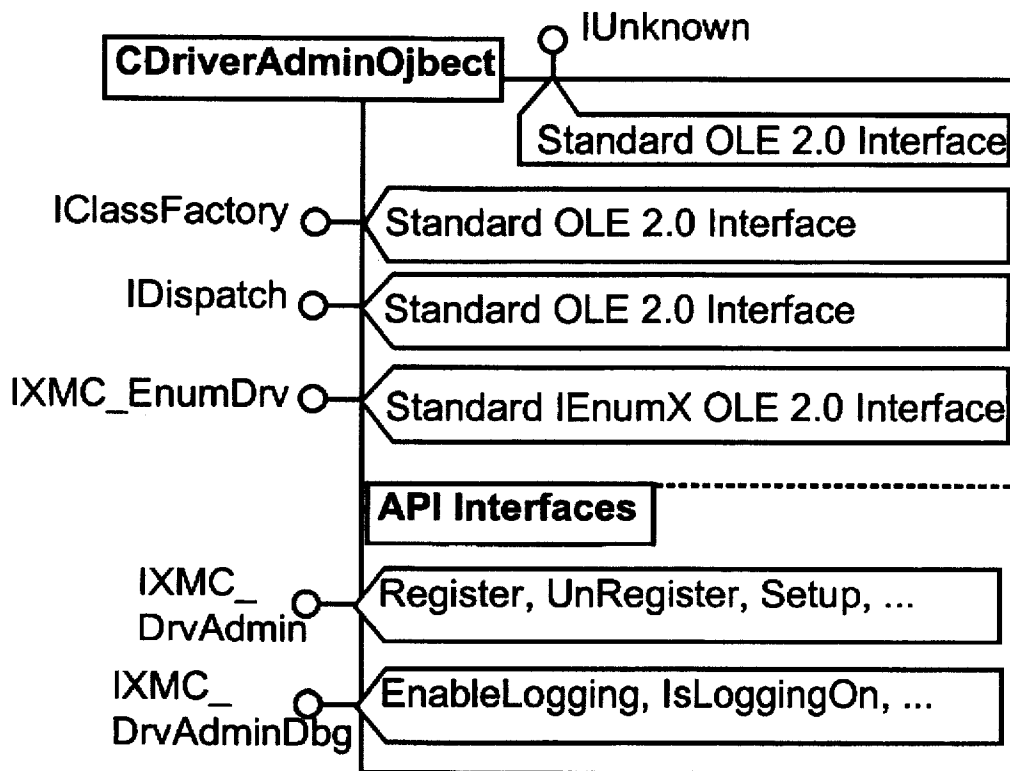 IUnknown
CDriverAdminOjbect
Standard OLE 2.0 Interface
IClassFactory
Standard OLE 2.0 Interface
IDispatch
Standard OLE 2.0 Interface
IXMC_EnumDrv
Standard IEnumX OLE 2.0 Interface
API Interfaces
IXMC_
DrvAdmin
Register, UnRegister, Setup, ...
IXMC_
DrvAdminDbg
EnableLogging, IsLoggingOn, ...